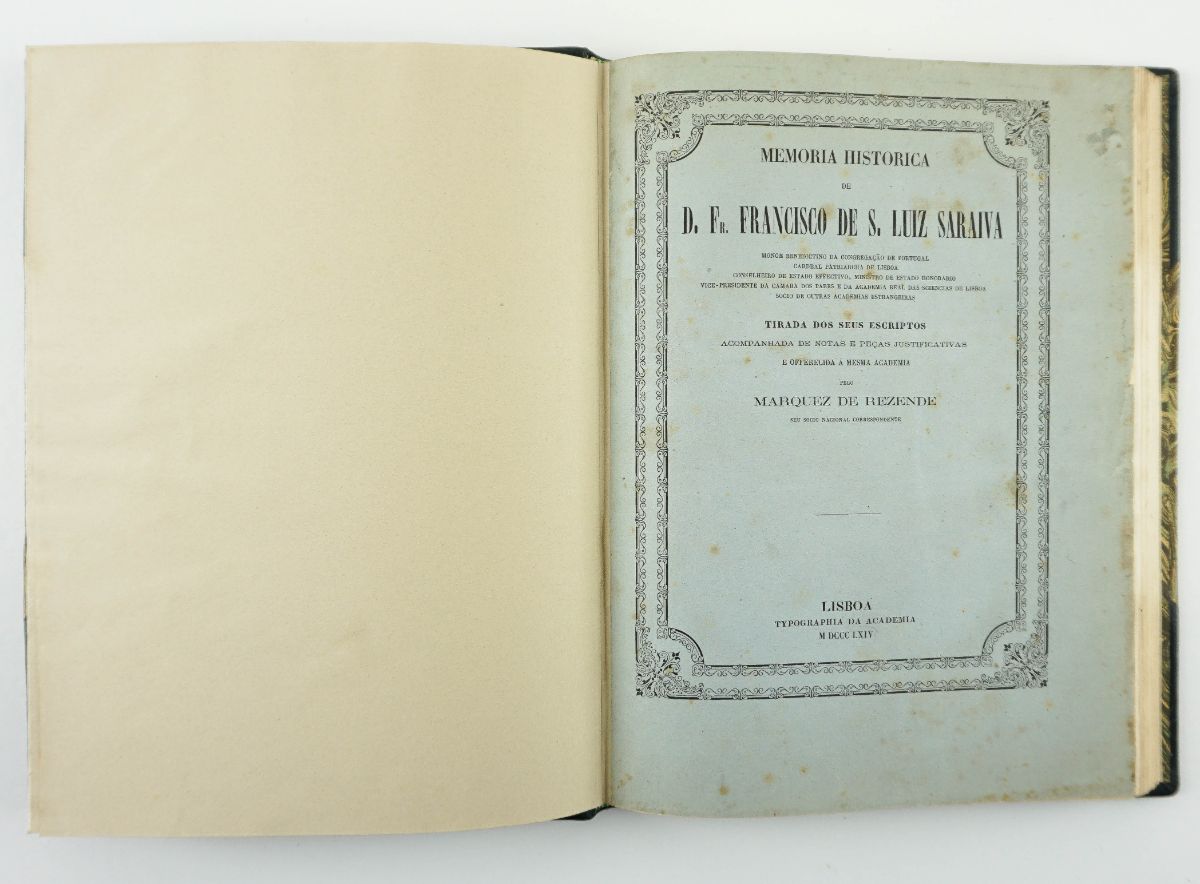 MEMORIA HISTORICA
DE
D. FR. FRANCISCO DE S. LUIZ SARAIVA
MONGE BENEDICTINO DA CONGREGAÇÃO DE PORTUGAL
CARDEAL PATRIARCHA DE LISBOA
CONSELHEIRO DE ESTADO EFFECTIVO, MINISTRO DE ESTADO HONORARIO
VICE-PRESIDENTE DA CAMARA DOS PARES E DA ACADEMIA REAL DAS SCIENCIAS DE LISBOA
SOCIO DE OUTRAS ACADEMIAS ESTRANGEIRAS
TIRADA DOS SEUS ESCRIPTOS
ACOMPANHADA DE NOTAS E PEÇAS JUSTIFICATIVAS
E OFFERECIDA Á MESMA ACADEMIA
PELO
MARQUEZ DE REZENDE
SEU SOCIO NACIONAL CORRESPONDENTE
LISBOA
TYPOGRAPHIA DA ACADEMIA
M DCCC LXIV